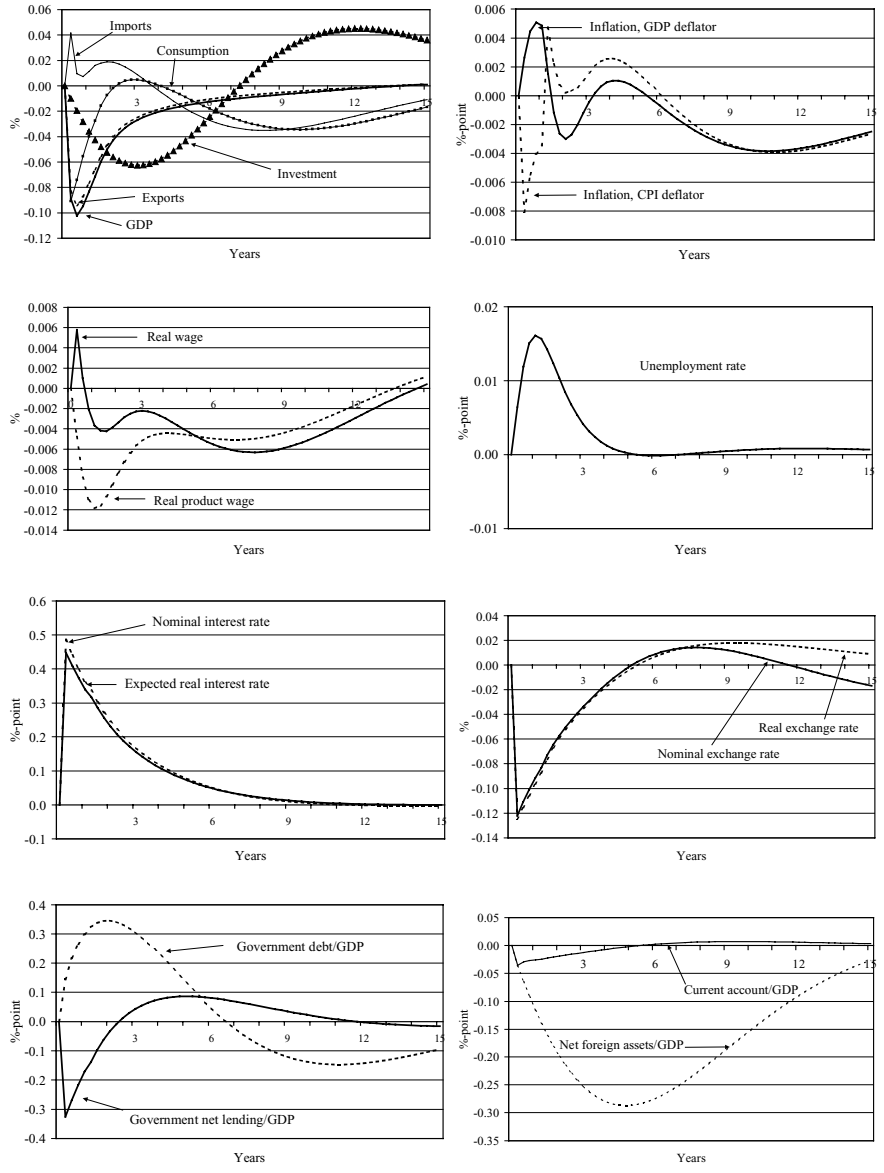 0.06
0.04
0.02
0.00
-0.02
-0.04
-0.06
-0.08
-0.10
-0.12
%
Imports
Consumption
3 6 9 12 15
Investment
Exports
GDP
Years
0.006
0.004
0.002
0.000
-0.002
-0.004
-0.006
-0.008
-0.010
%-point
Inflation, GDP deflator
3 6 9 12 15
Inflation, CPI deflator
Years
0.008
0.006
0.004
0.002
0.000
-0.002
-0.004
-0.006
-0.008
-0.010
-0.012
-0.014
%
Real wage
0 3 6 9 12 15
Real product wage
Years
0.02
0.01
0.00
-0.01
%-point
Unemployment rate
3 6 9 12 15
Years
0.6
0.5
0.4
0.3
0.2
0.1
0.0
-0.1
%-point
Nominal interest rate
Expected real interest rate
3 6 9 12 15
Years
0.04
0.02
0.00
-0.02
-0.04
-0.06
-0.08
-0.10
-0.12
-0.14
%
3 6 9 12 15
Real exchange rate
Nominal exchange rate
Years
0.4
0.3
0.2
0.1
0.0
-0.1
-0.2
-0.3
-0.4
%-point
Government debt/GDP
3 6 9 12 15
Government net lending/GDP
Years
0.05
0.00
-0.05
-0.10
-0.15
-0.20
-0.25
-0.30
-0.35
%-point
3 6 9 12 15
Current account/GDP
Net foreign assets/GDP
Years